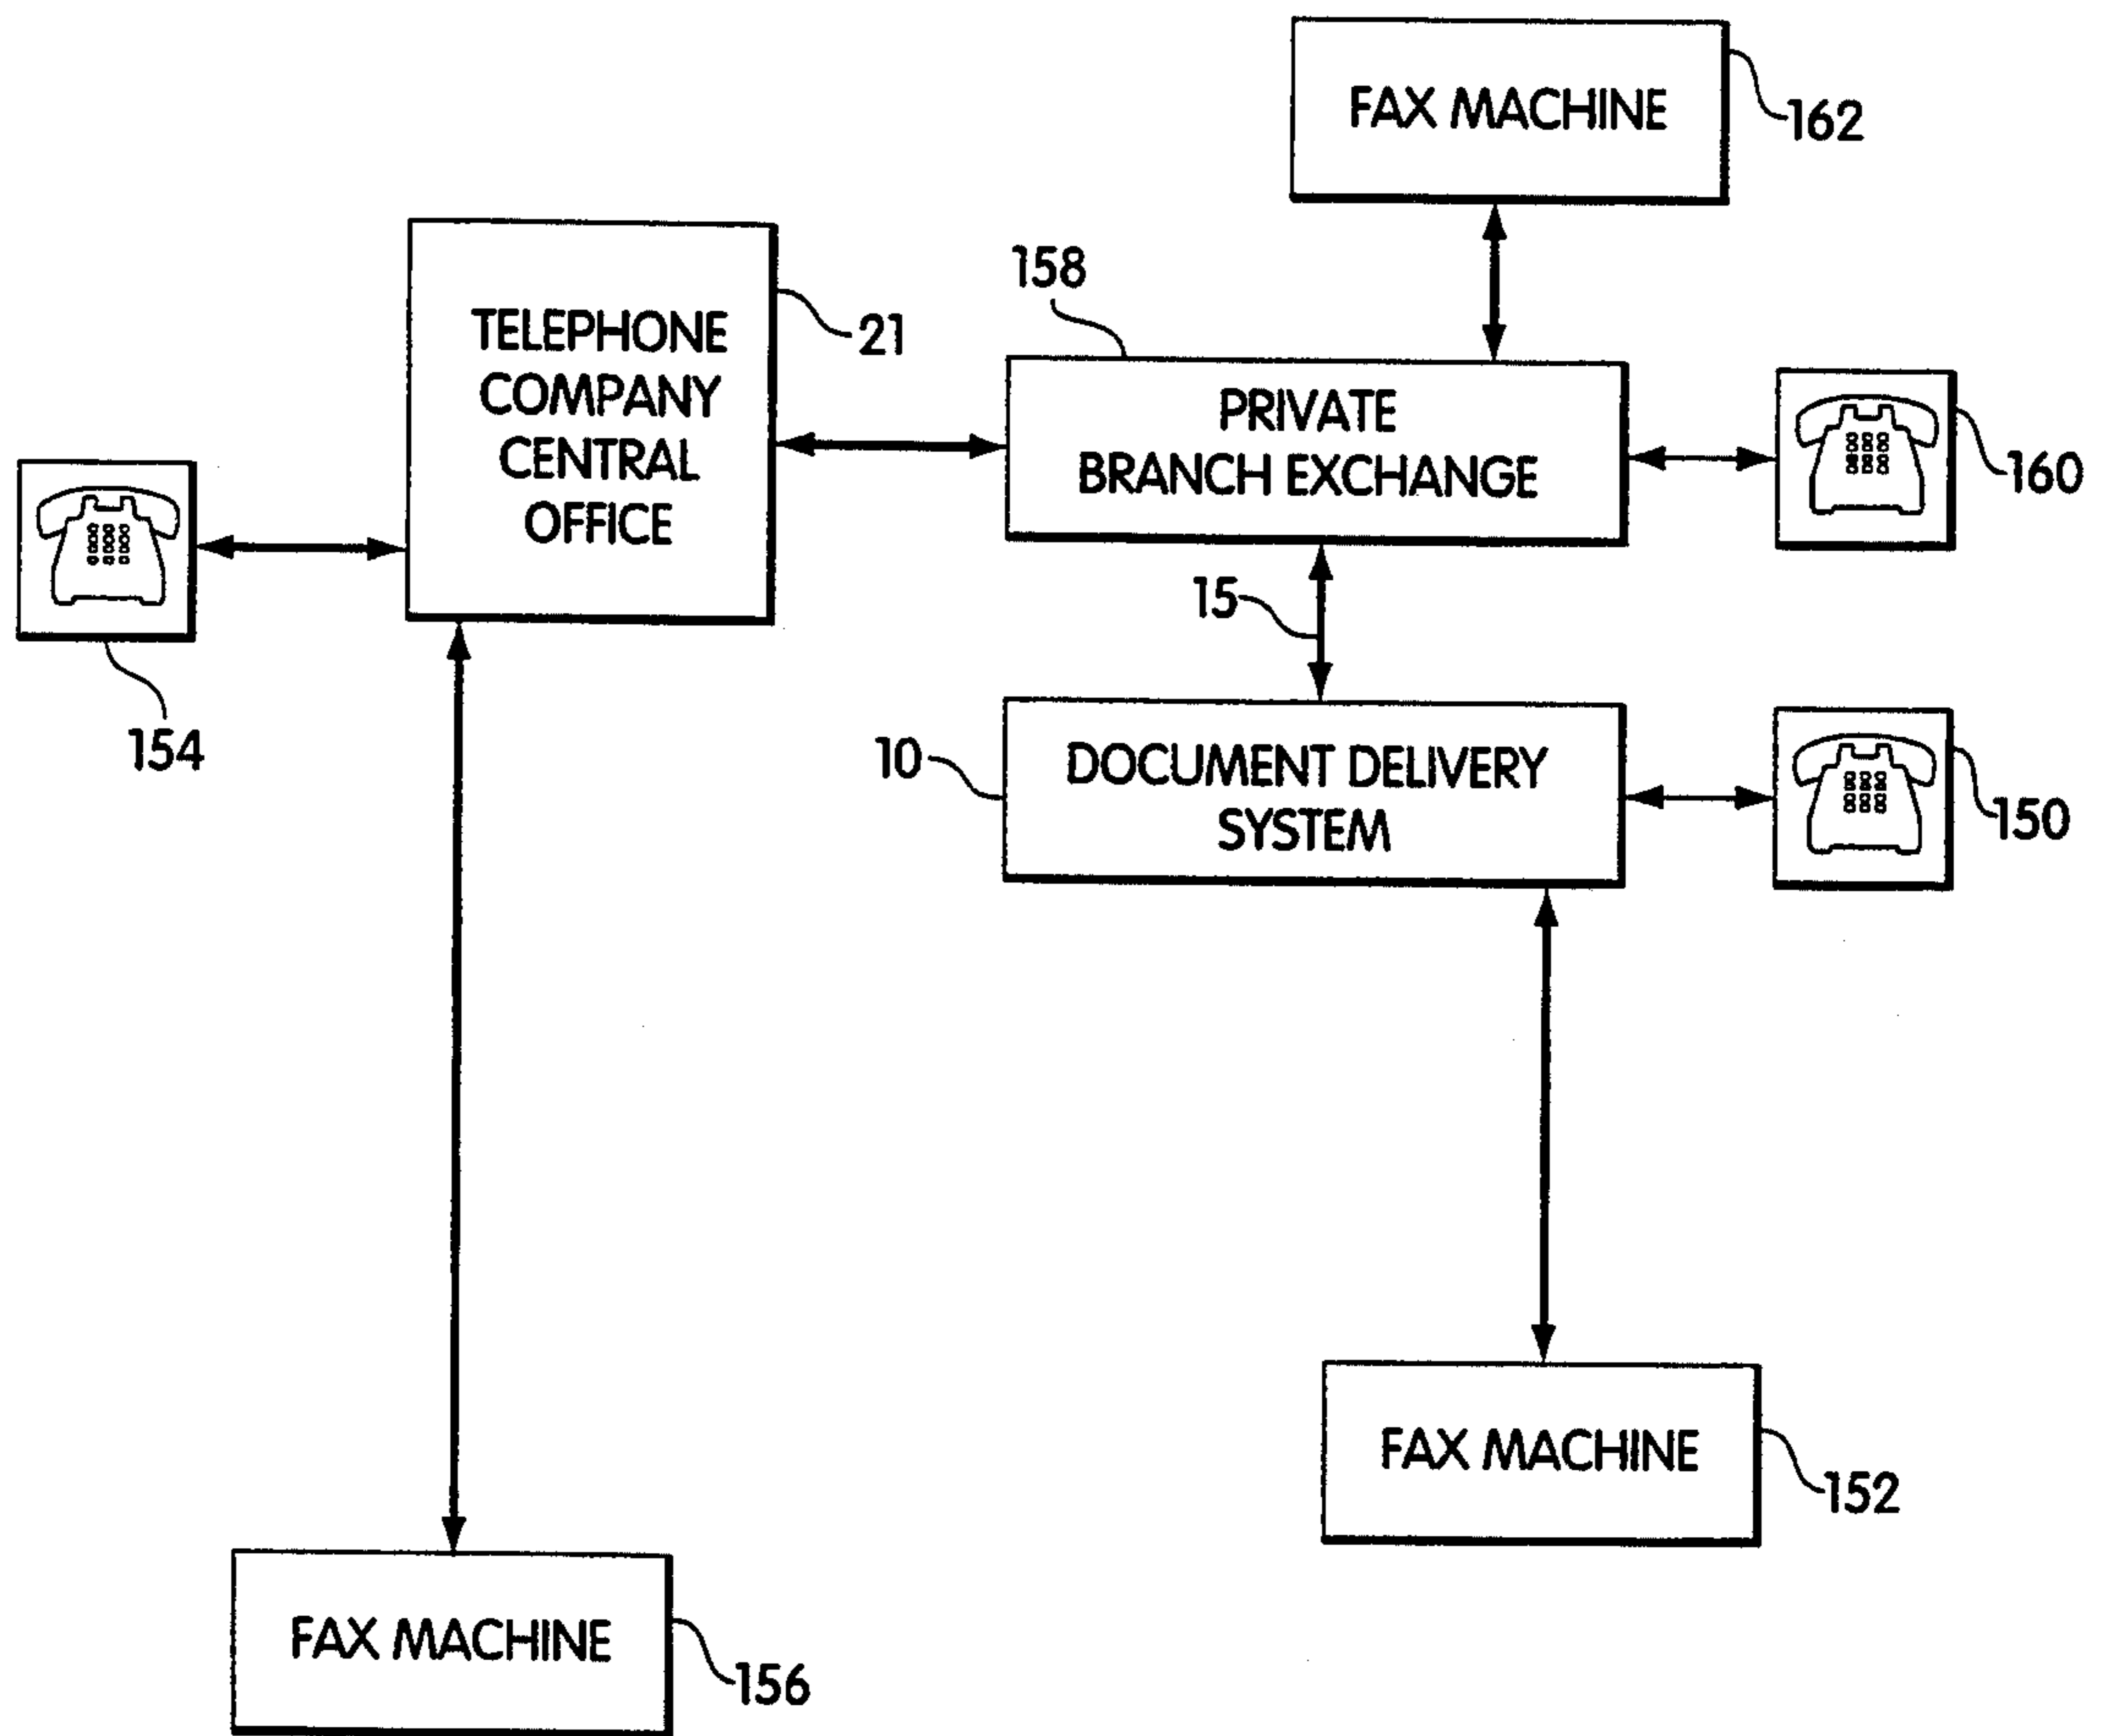 FAX MACHINE
162
158
TELEPHONE
COMPANY
CENTRAL
OFFICE
21
PRIVATE
BRANCH EXCHANGE
160
154
15
10
DOCUMENT DELIVERY
SYSTEM
150
FAX MACHINE
152
FAX MACHINE
156